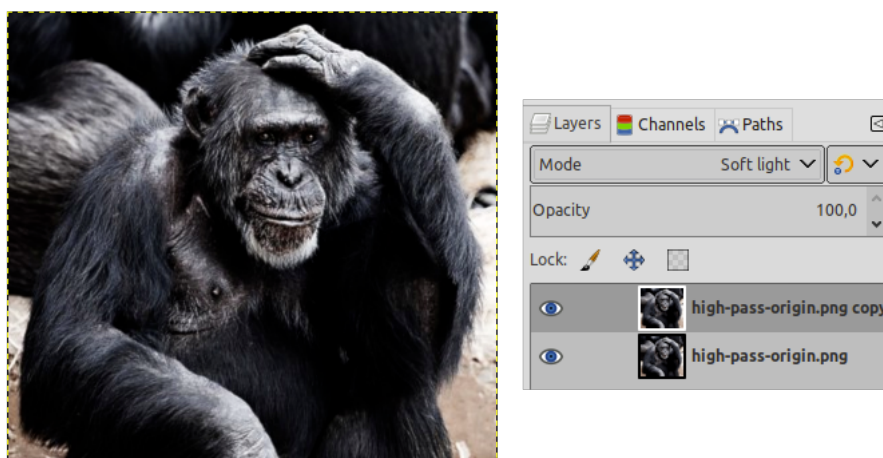 Layers Channels Paths
Mode Soft light
Opacity 100,0
Lock:
high-pass-origin.png copy
high-pass-origin.png